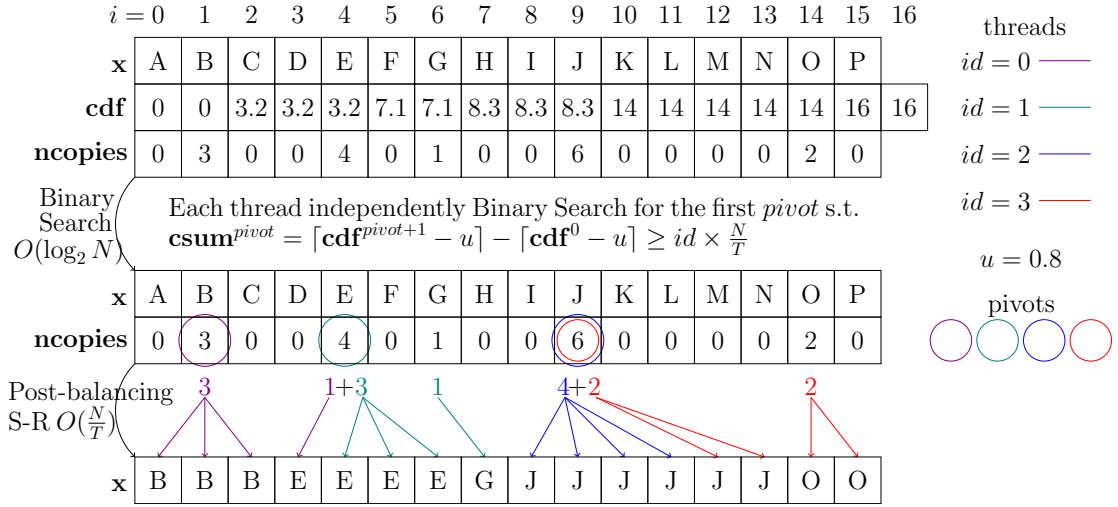 i = 0 1 2 3 4 5 6 7 8 9 10 11 12 13 14 15 16
threads
x A B C D E F G H I J K L M N O P
id = 0
cdf 0 0 3.2 3.2 3.2 7.1 7.1 8.3 8.3 8.3 14 14 14 14 14 16 16
id = 1
ncopies 0 3 0 0 4 0 1 0 0 6 0 0 0 0 2 0
id = 2
Binary
Search
O(log₂ N)
Each thread independently Binary Search for the first pivot s.t.
csum^{pivot} = ⌈cdf^{pivot+1} − u⌉ − ⌈cdf^0 − u⌉ ≥ id × N/T
id = 3
u = 0.8
x A B C D E F G H I J K L M N O P
pivots
ncopies 0 3 0 0 4 0 1 0 0 6 0 0 0 0 2 0
Post-balancing
S-R O(N/T)
3 1+3 1 4+2 2
x B B B E E E E G J J J J J J O O